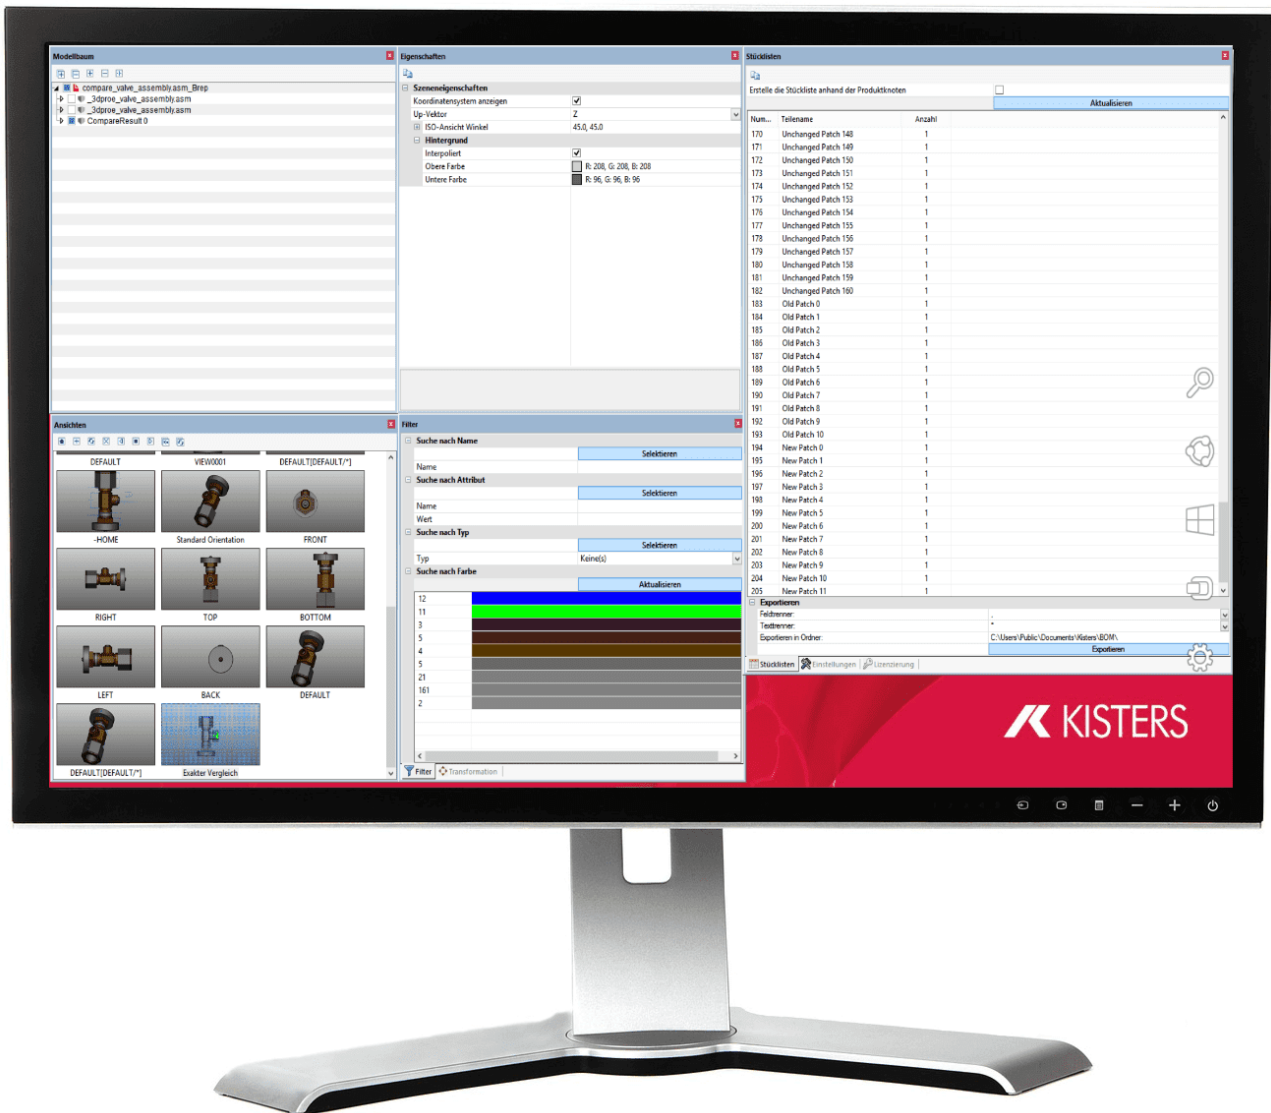 Modellbaum
compare_valve_assembly.asm_Brep
_3dproe_valve_assembly.asm
_3dproe_valve_assembly.asm
CompareResult 0
Eigenschaften
Szeneneigenschaften
Koordinatensystem anzeigen
Up-Vektor Z
ISO-Ansicht Winkel 45.0, 45.0
Hintergrund
Interpoliert
Obere Farbe R: 208, G: 208, B: 208
Untere Farbe R: 96, G: 96, B: 96
Stücklisten
Erstelle die Stückliste anhand der Produktknoten
Aktualisieren
Num... Teilename Anzahl
170 Unchanged Patch 148 1
171 Unchanged Patch 149 1
172 Unchanged Patch 150 1
173 Unchanged Patch 151 1
174 Unchanged Patch 152 1
175 Unchanged Patch 153 1
176 Unchanged Patch 154 1
177 Unchanged Patch 155 1
178 Unchanged Patch 156 1
179 Unchanged Patch 157 1
180 Unchanged Patch 158 1
181 Unchanged Patch 159 1
182 Unchanged Patch 160 1
183 Old Patch 0 1
184 Old Patch 1 1
185 Old Patch 2 1
186 Old Patch 3 1
187 Old Patch 4 1
188 Old Patch 5 1
189 Old Patch 6 1
190 Old Patch 7 1
191 Old Patch 8 1
192 Old Patch 9 1
193 Old Patch 10 1
194 New Patch 0 1
195 New Patch 1 1
196 New Patch 2 1
197 New Patch 3 1
198 New Patch 4 1
199 New Patch 5 1
200 New Patch 6 1
201 New Patch 7 1
202 New Patch 8 1
203 New Patch 9 1
204 New Patch 10 1
205 New Patch 11 1
Exportieren
Feldtrenner:
Texttrenner: "
Exportieren in Ordner: C:\Users\Public\Documents\Kisters\BOM\
Exportieren
Stücklisten Einstellungen Lizenzierung
Ansichten
DEFAULT VIEW0001 DEFAULT[DEFAULT/*]
-HOME Standard Orientation FRONT
RIGHT TOP BOTTOM
LEFT BACK DEFAULT
DEFAULT[DEFAULT/*] Exakter Vergleich
Filter
Suche nach Name
Selektieren
Name
Suche nach Attribut
Selektieren
Name
Wert
Suche nach Typ
Selektieren
Typ Keine(s)
Suche nach Farbe
Aktualisieren
12
11
3
5
4
5
21
161
2
Filter Transformation
KISTERS